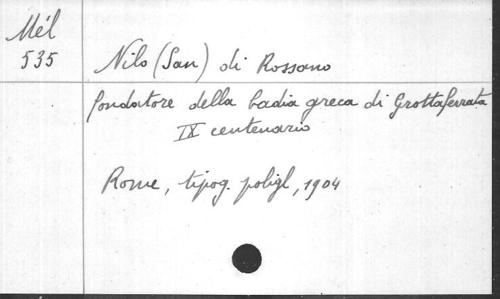 Mél
535
Nilo (San) di Rossano
fondatore della badia greca di Grottaferrata
IX centenario
Rome, tipog. poligl, 1904